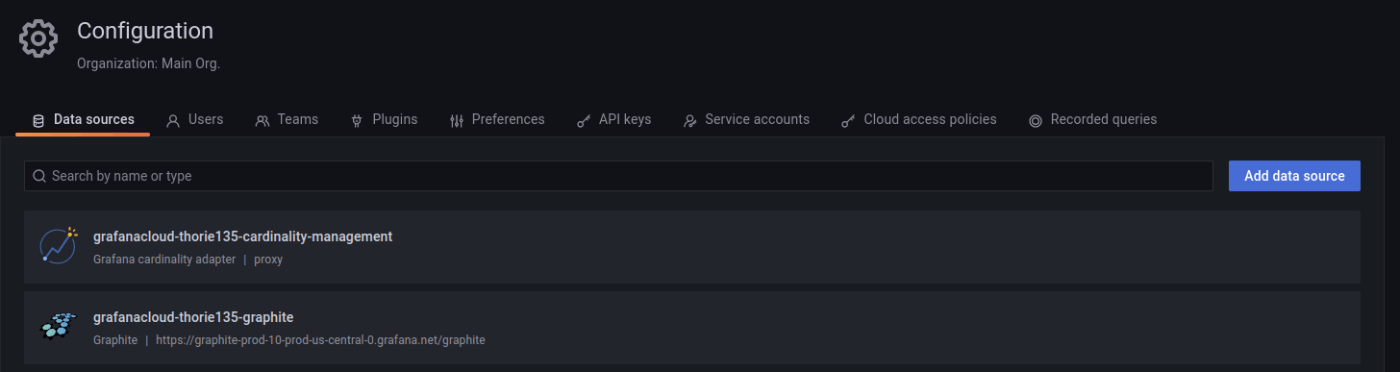 Configuration
Organization: Main Org.
Data sources Users Teams Plugins Preferences API keys Service accounts Cloud access policies Recorded queries
Search by name or type Add data source
grafanacloud-thorie135-cardinality-management
Grafana cardinality adapter | proxy
grafanacloud-thorie135-graphite
Graphite | https://graphite-prod-10-prod-us-central-0.grafana.net/graphite